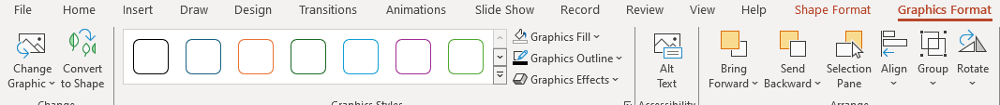 File Home Insert Draw Design Transitions Animations Slide Show Record Review View Help Shape Format Graphics Format
Change Graphic
Convert to Shape
Graphics Fill
Graphics Outline
Graphics Effects
Alt Text
Bring Forward
Send Backward
Selection Pane
Align
Group
Rotate
Change
Graphics Styles
Accessibility
Arrange